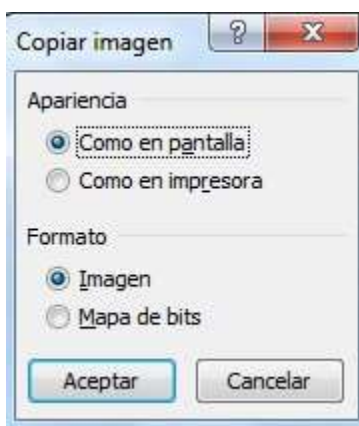 Copiar imagen
Apariencia
Como en pantalla
Como en impresora
Formato
Imagen
Mapa de bits
Aceptar
Cancelar